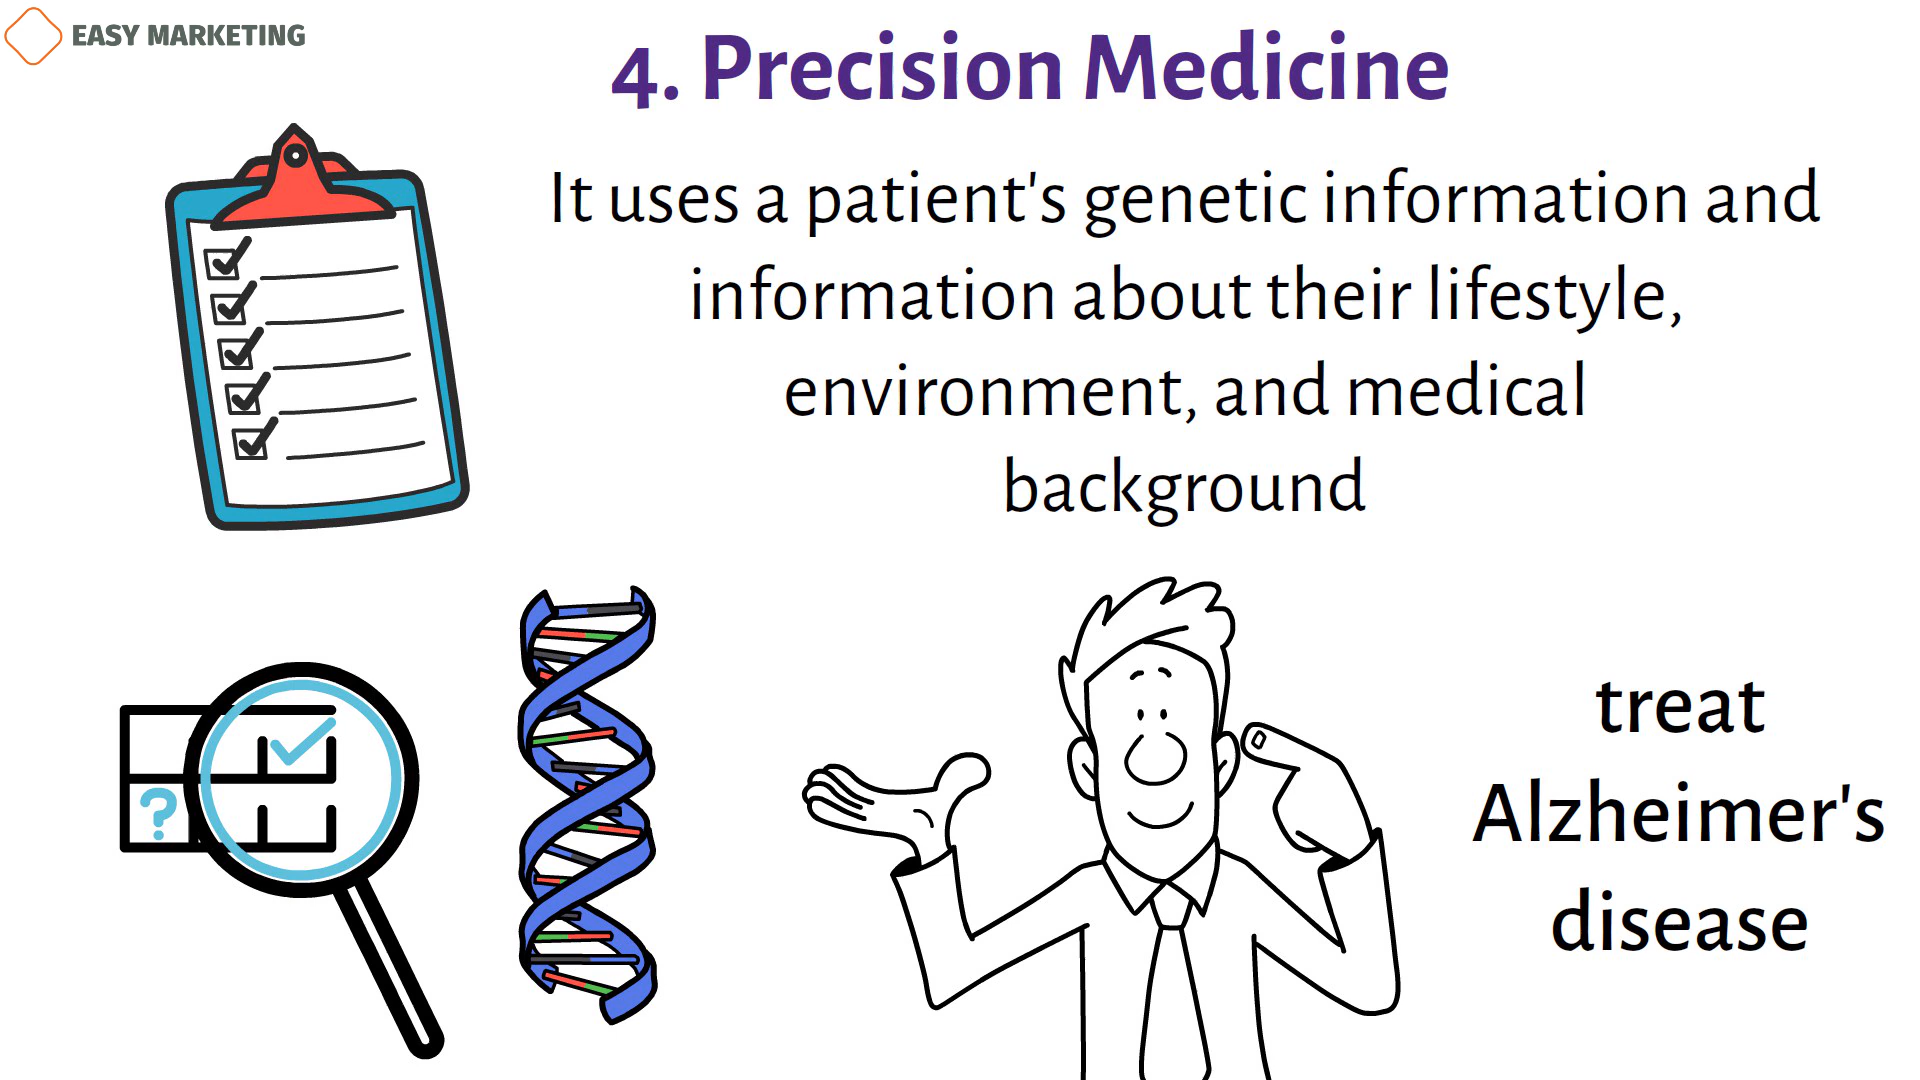 EASY MARKETING
4. Precision Medicine
It uses a patient's genetic information and
information about their lifestyle,
environment, and medical
background
?
treat
Alzheimer's
disease